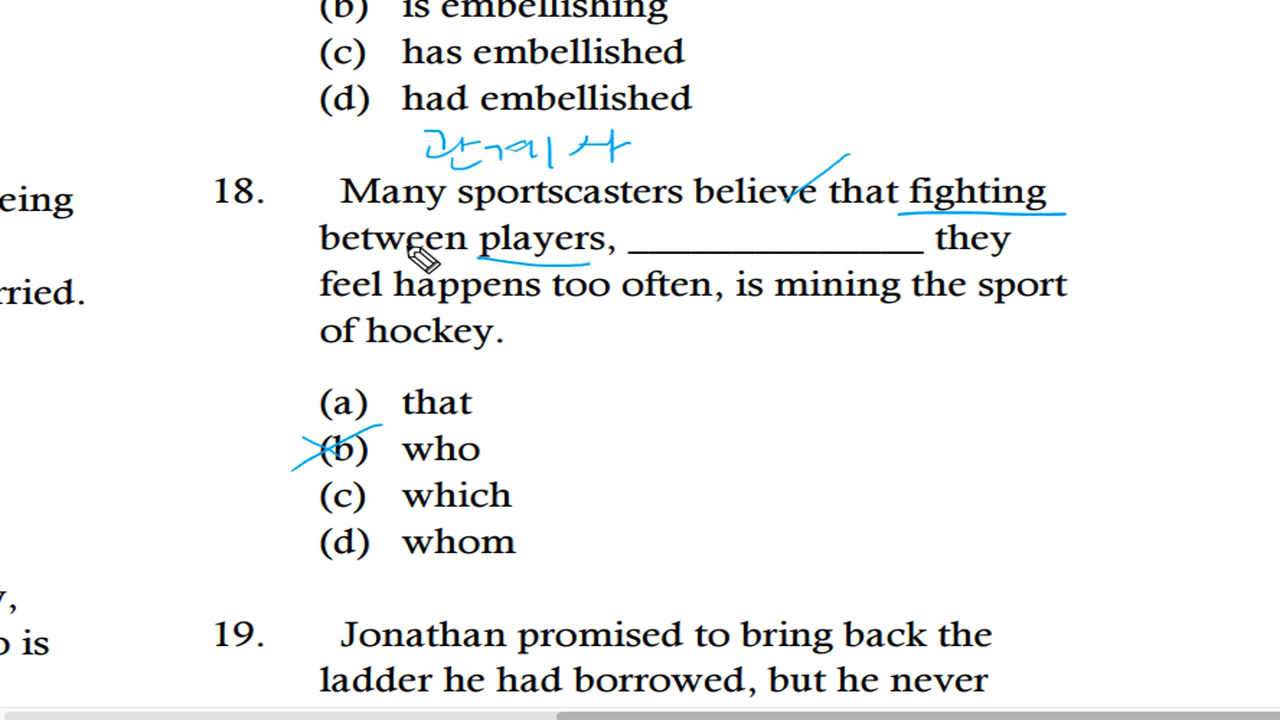 (b) is embellishing
(c) has embellished
(d) had embellished
관계사
eing
18. Many sportscasters believe that fighting
between players, ________________ they
rried.
feel happens too often, is mining the sport
of hockey.
(a) that
(b) who
(c) which
(d) whom
y,
19. Jonathan promised to bring back the
o is
ladder he had borrowed, but he never